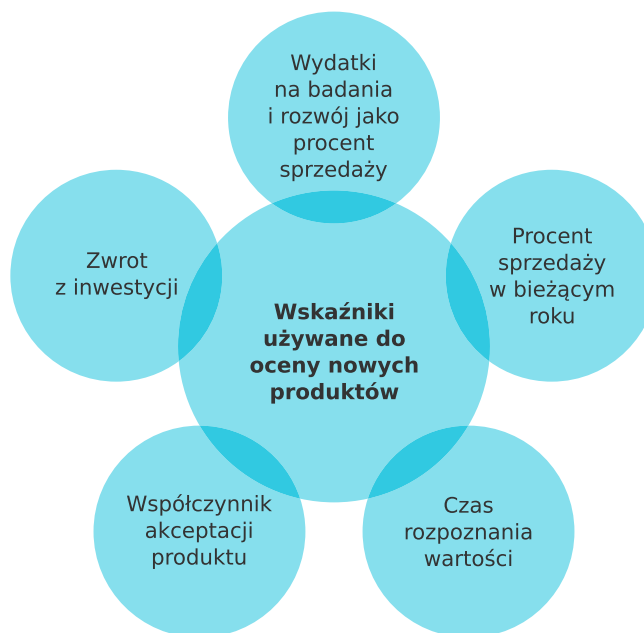 Wydatki
na badania
i rozwój jako
procent
sprzedaży
Procent
sprzedaży
w bieżącym
roku
Czas
rozpoznania
wartości
Współczynnik
akceptacji
produktu
Zwrot
z inwestycji
Wskaźniki
używane do
oceny nowych
produktów